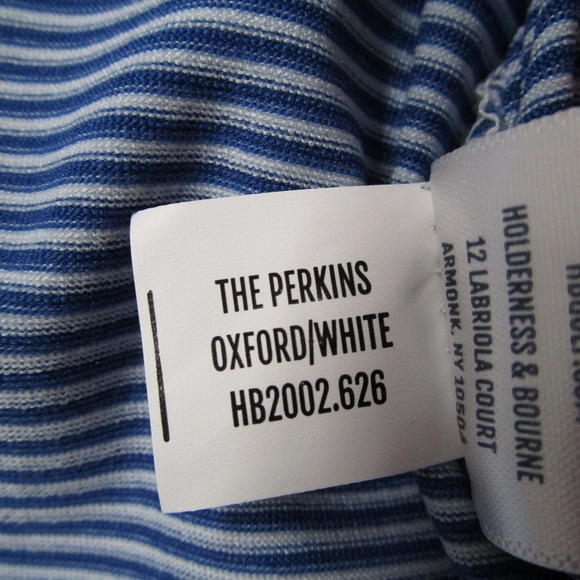 THE PERKINS
OXFORD/WHITE
HB2002.626
HOLDERNESS & BOURNE
12 LABRIOLA COURT
ARMONK, NY 10504